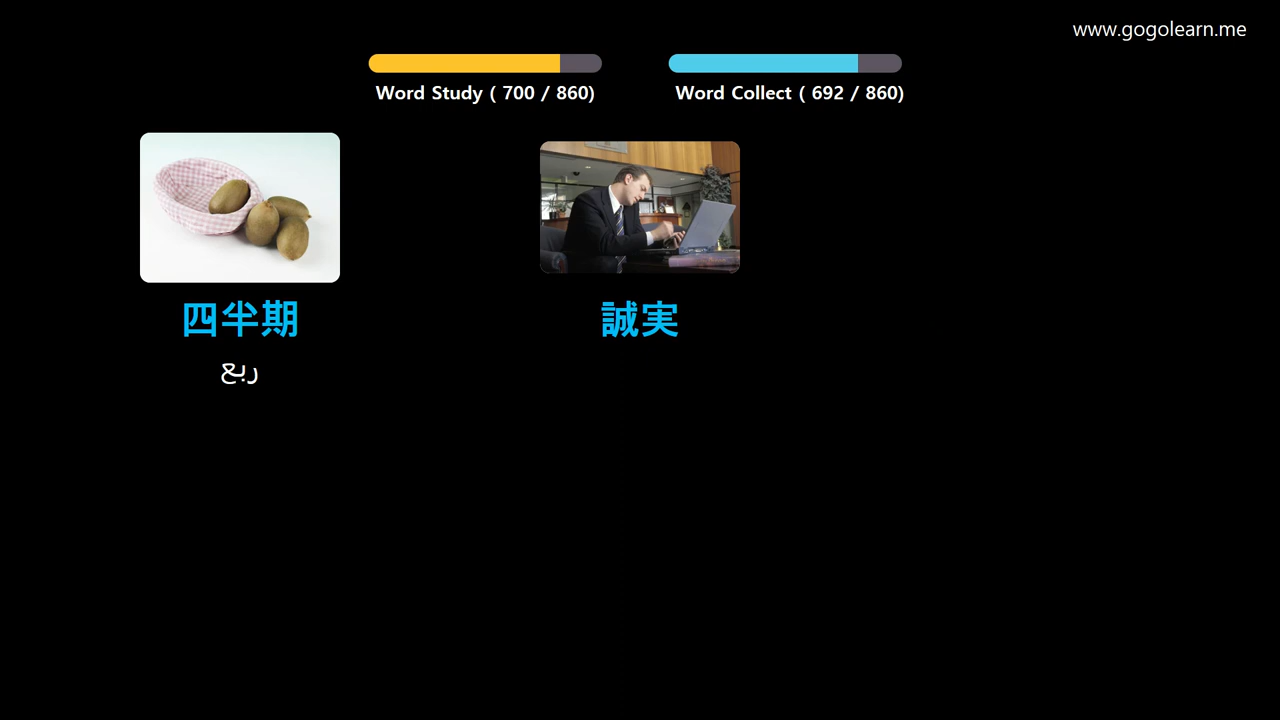 www.gogolearn.me
Word Study ( 700 / 860)
Word Collect ( 692 / 860)
四半期
誠実
ربع